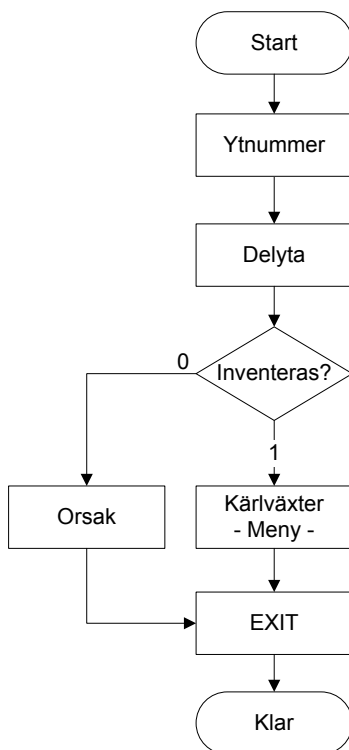 Start
Ytnummer
Delyta
Inventeras?
0
1
Orsak
Kärlväxter
- Meny -
EXIT
Klar